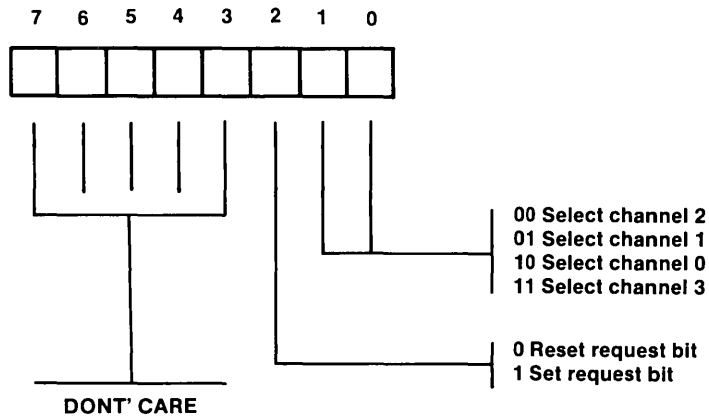 7 6 5 4 3 2 1 0
00 Select channel 2
01 Select channel 1
10 Select channel 0
11 Select channel 3
0 Reset request bit
1 Set request bit
DONT' CARE